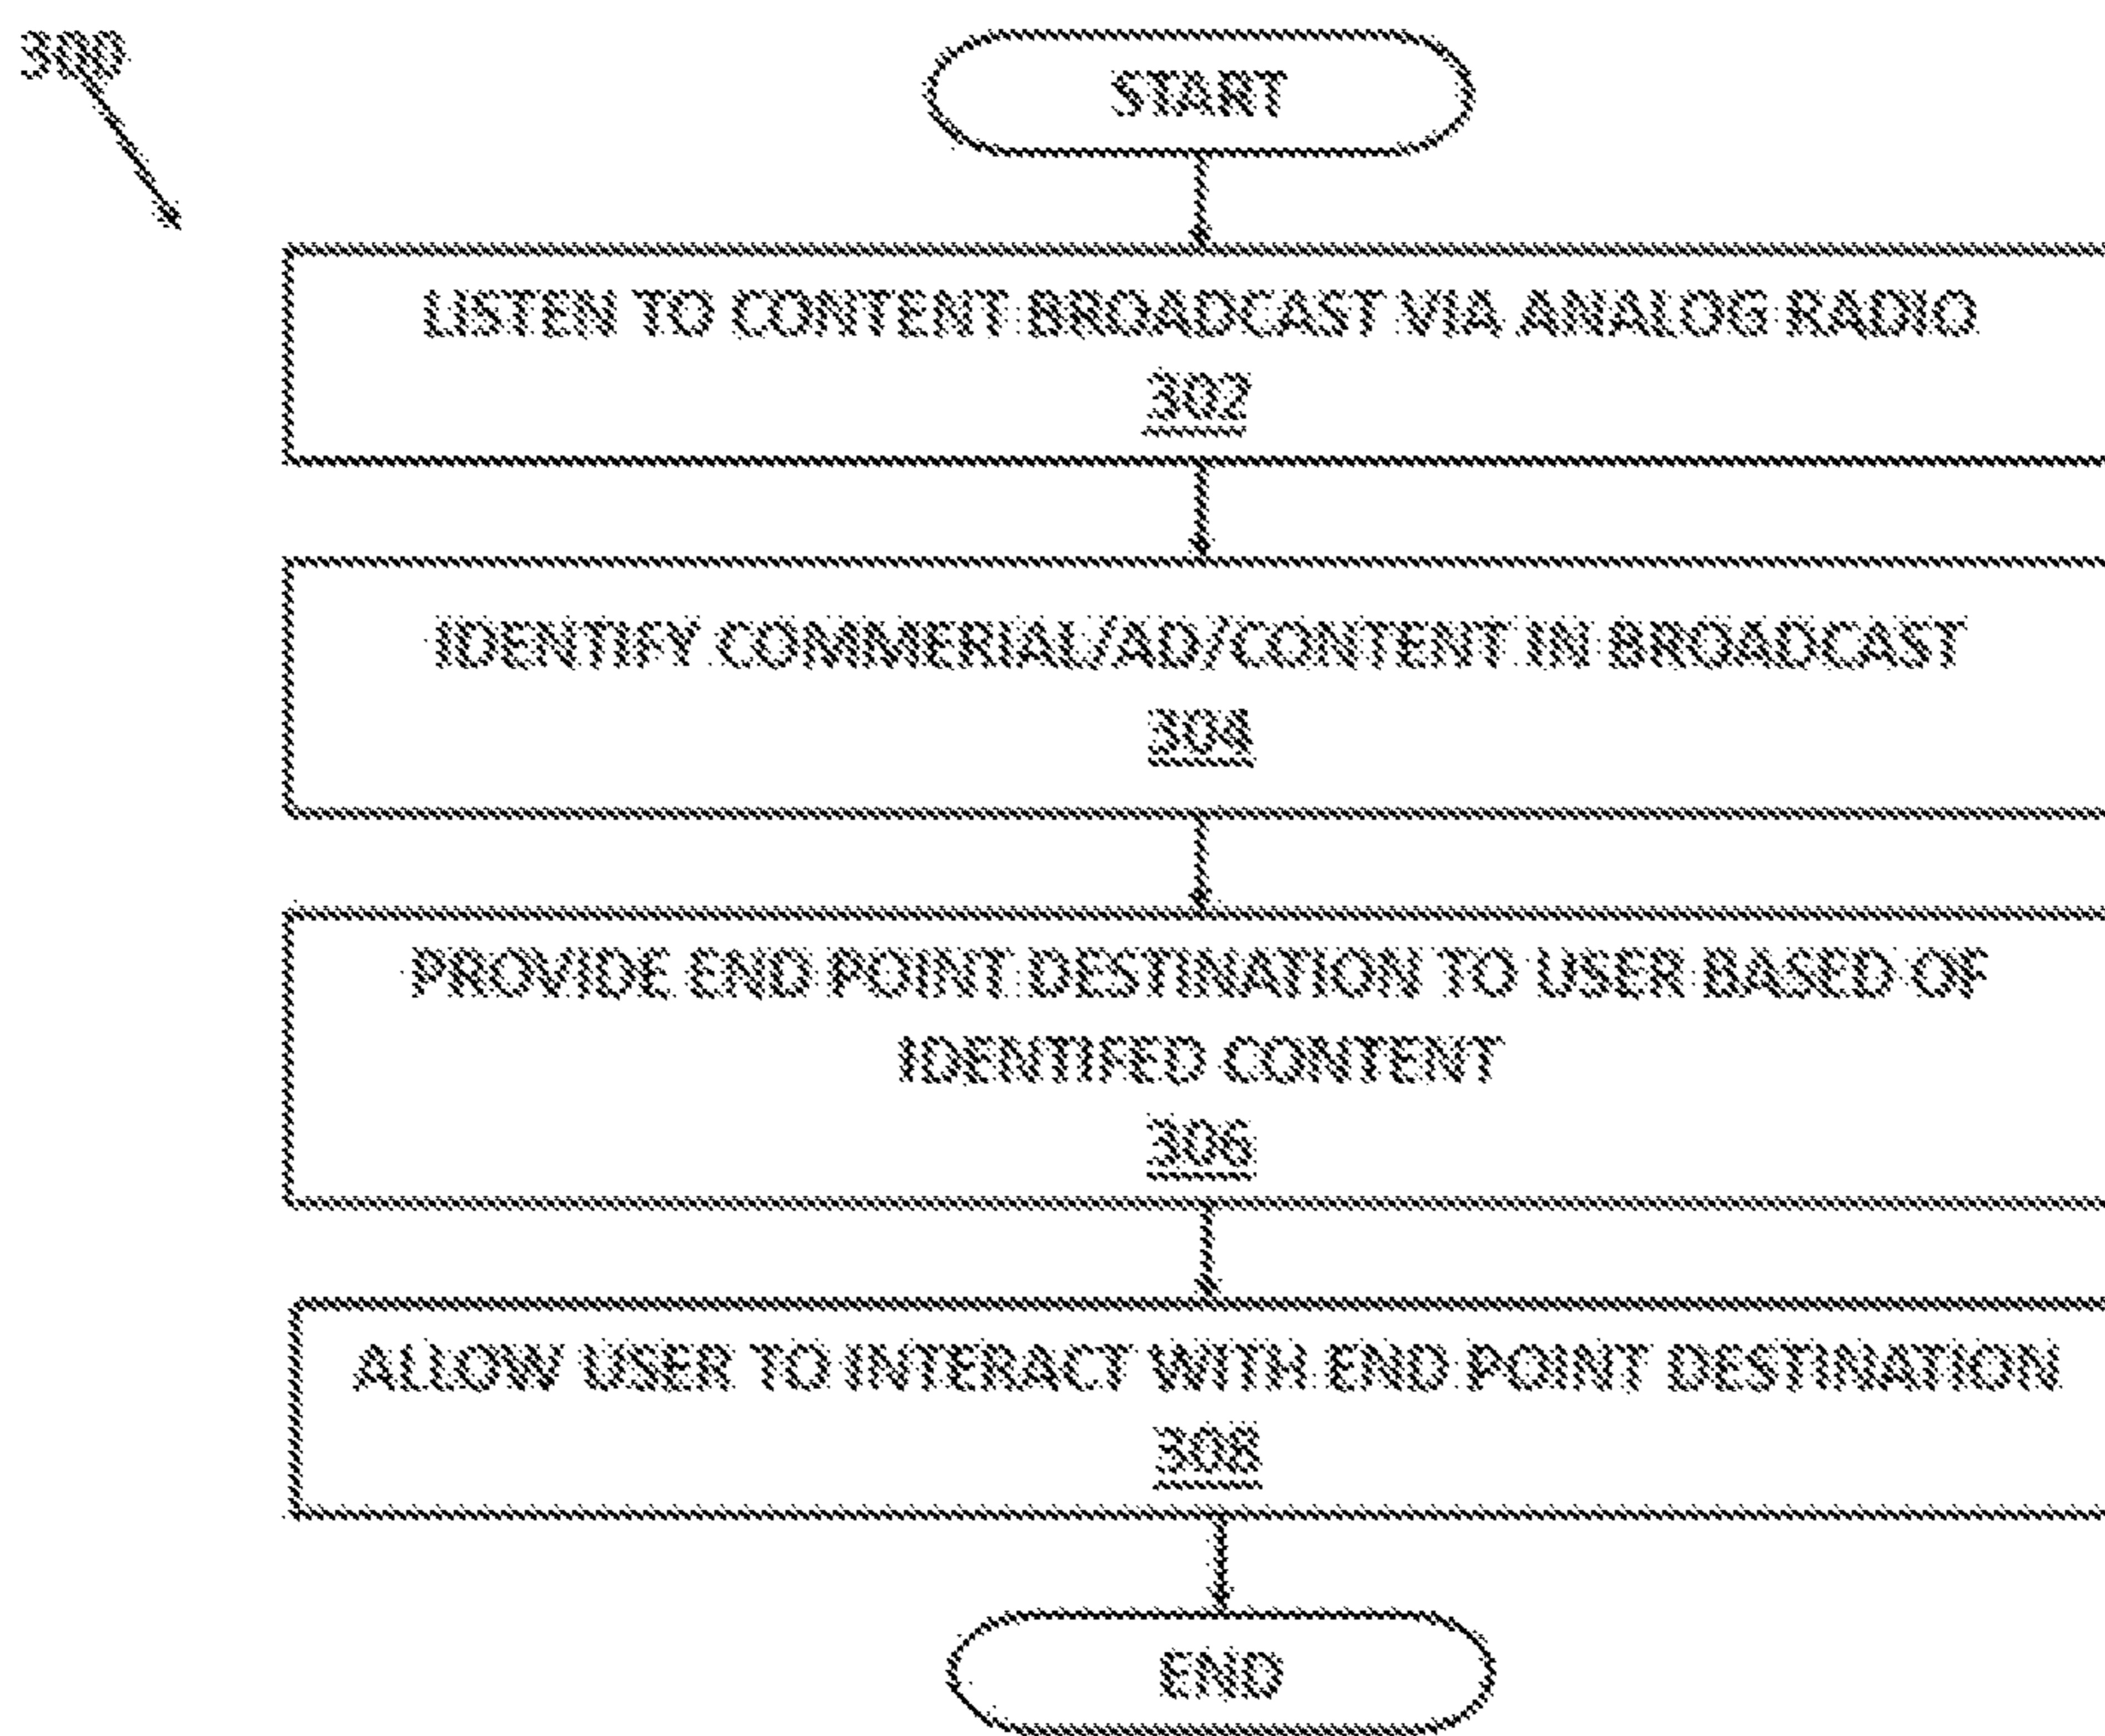 300
START
LISTEN TO CONTENT BROADCAST VIA ANALOG RADIO
302
IDENTIFY COMMERIAL/AD/CONTENT IN BROADCAST
304
PROVIDE END POINT DESTINATION TO USER BASED OF
IDENTIFED CONTENT
306
ALLOW USER TO INTERACT WITH END POINT DESTINATION
308
END